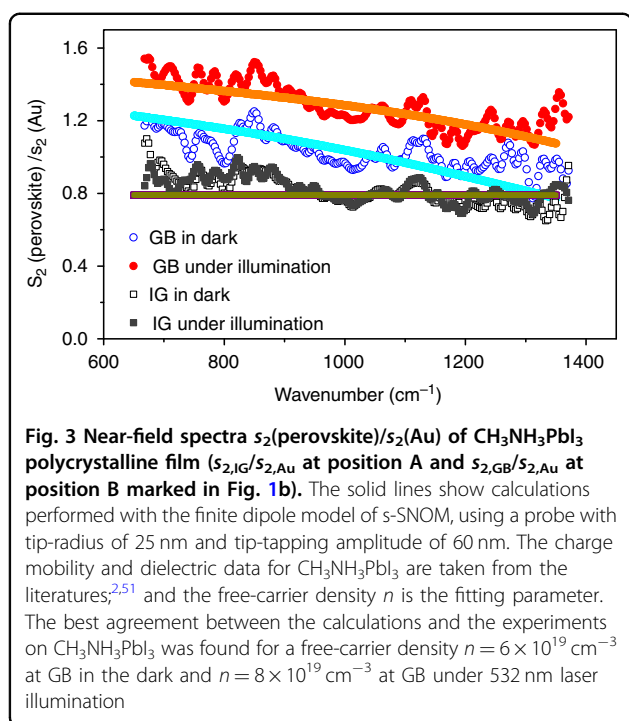 1.6
1.2
0.8
0.4
0.0
S2 (perovskite) /s2 (Au)
GB in dark
GB under illumination
IG in dark
IG under illumination
600 800 1000 1200 1400
Wavenumber (cm⁻¹)
Fig. 3 Near-field spectra s2(perovskite)/s2(Au) of CH3NH3PbI3
polycrystalline film (s2,IG/s2,Au at position A and s2,GB/s2,Au at
position B marked in Fig. 1b). The solid lines show calculations
performed with the finite dipole model of s-SNOM, using a probe with
tip-radius of 25 nm and tip-tapping amplitude of 60 nm. The charge
mobility and dielectric data for CH3NH3PbI3 are taken from the
literatures;2,51 and the free-carrier density n is the fitting parameter.
The best agreement between the calculations and the experiments
on CH3NH3PbI3 was found for a free-carrier density n = 6 × 10¹⁹ cm⁻³
at GB in the dark and n = 8 × 10¹⁹ cm⁻³ at GB under 532 nm laser
illumination